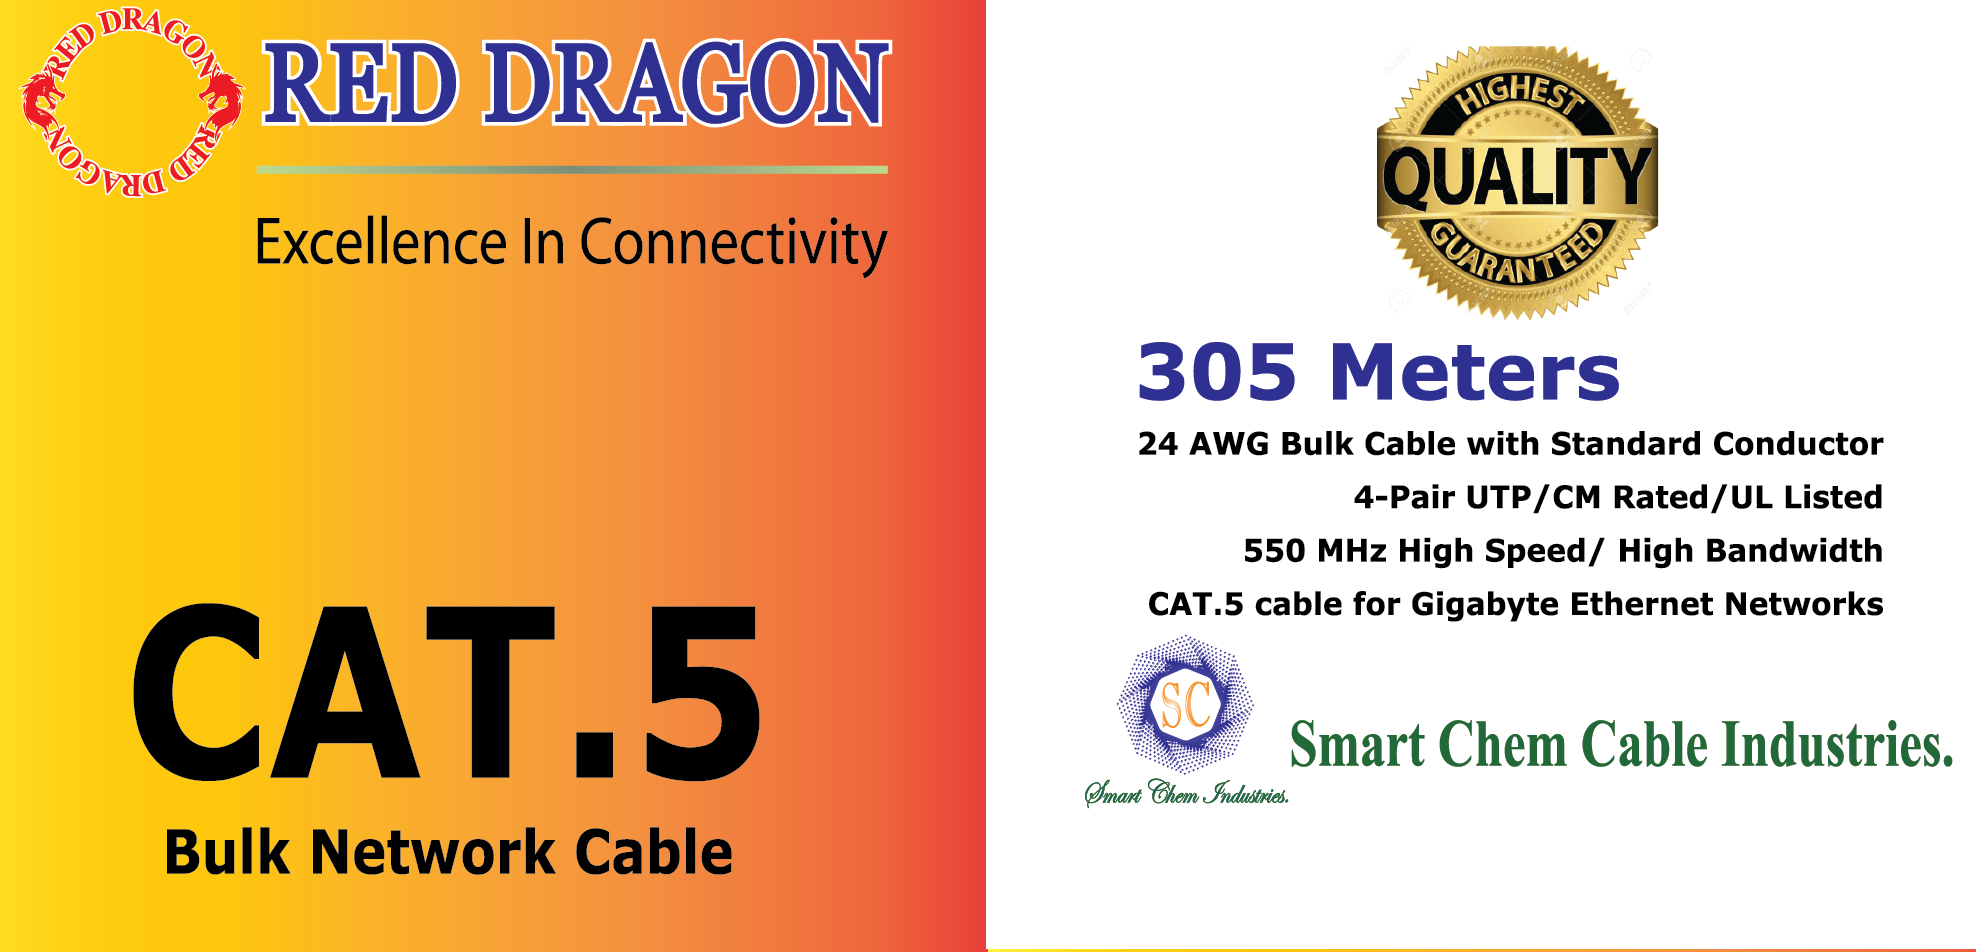 RED DRAGON
RED DRAGON
RED DRAGON
Excellence In Connectivity
CAT.5
Bulk Network Cable
HIGHEST
QUALITY
GUARANTEED
305 Meters
24 AWG Bulk Cable with Standard Conductor
4-Pair UTP/CM Rated/UL Listed
550 MHz High Speed/ High Bandwidth
CAT.5 cable for Gigabyte Ethernet Networks
SC
Smart Chem Industries.
Smart Chem Cable Industries.